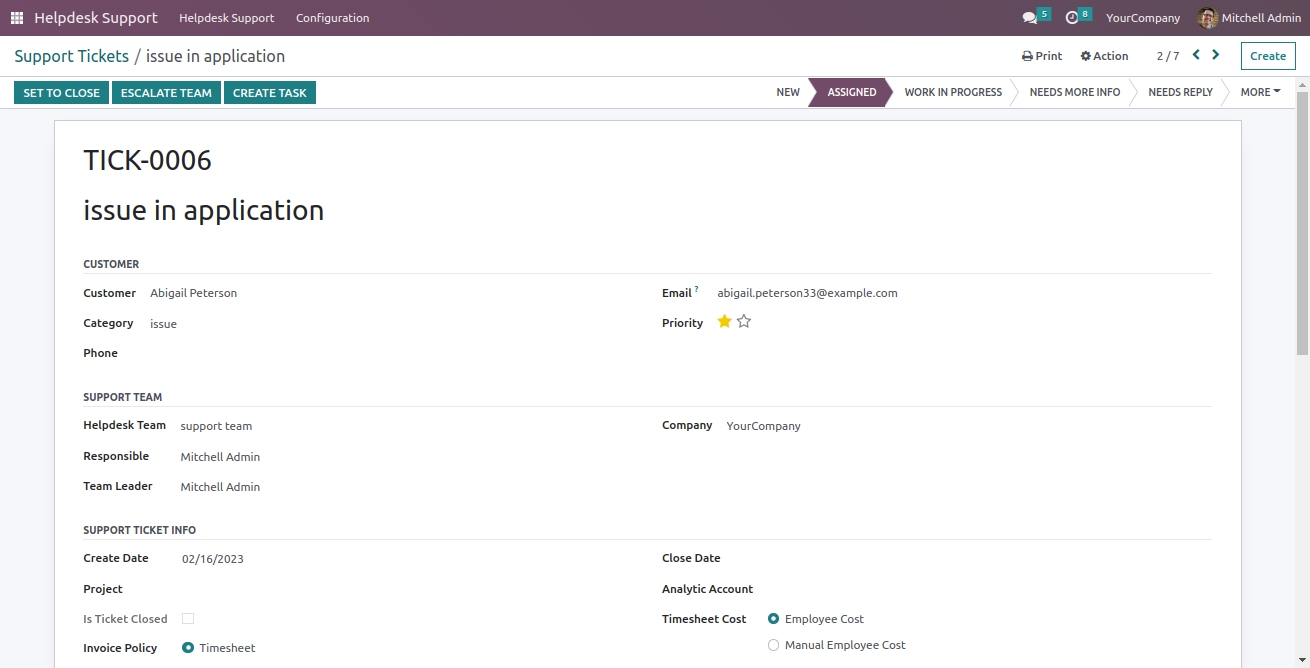 Helpdesk Support Helpdesk Support Configuration 5 8 YourCompany Mitchell Admin
Support Tickets / issue in application Print Action 2 / 7 Create
SET TO CLOSE ESCALATE TEAM CREATE TASK NEW ASSIGNED WORK IN PROGRESS NEEDS MORE INFO NEEDS REPLY MORE
TICK-0006
issue in application
CUSTOMER
Customer Abigail Peterson Email ? abigail.peterson33@example.com
Category issue Priority
Phone
SUPPORT TEAM
Helpdesk Team support team Company YourCompany
Responsible Mitchell Admin
Team Leader Mitchell Admin
SUPPORT TICKET INFO
Create Date 02/16/2023 Close Date
Project Analytic Account
Is Ticket Closed Timesheet Cost Employee Cost
Invoice Policy Timesheet Manual Employee Cost